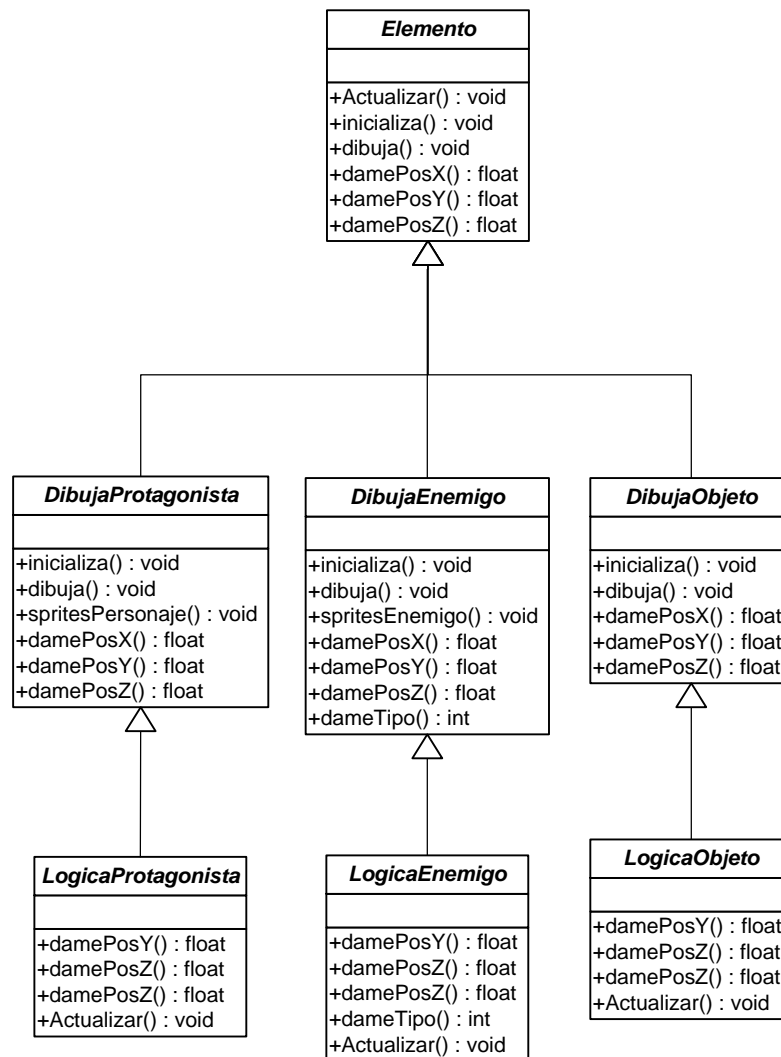 Elemento
+Actualizar() : void
+inicializa() : void
+dibuja() : void
+damePosX() : float
+damePosY() : float
+damePosZ() : float
DibujaProtagonista
+inicializa() : void
+dibuja() : void
+spritesPersonaje() : void
+damePosX() : float
+damePosY() : float
+damePosZ() : float
DibujaEnemigo
+inicializa() : void
+dibuja() : void
+spritesEnemigo() : void
+damePosX() : float
+damePosY() : float
+damePosZ() : float
+dameTipo() : int
DibujaObjeto
+inicializa() : void
+dibuja() : void
+damePosX() : float
+damePosY() : float
+damePosZ() : float
LogicaProtagonista
+damePosY() : float
+damePosZ() : float
+damePosZ() : float
+Actualizar() : void
LogicaEnemigo
+damePosY() : float
+damePosZ() : float
+damePosZ() : float
+dameTipo() : int
+Actualizar() : void
LogicaObjeto
+damePosY() : float
+damePosZ() : float
+damePosZ() : float
+Actualizar() : void